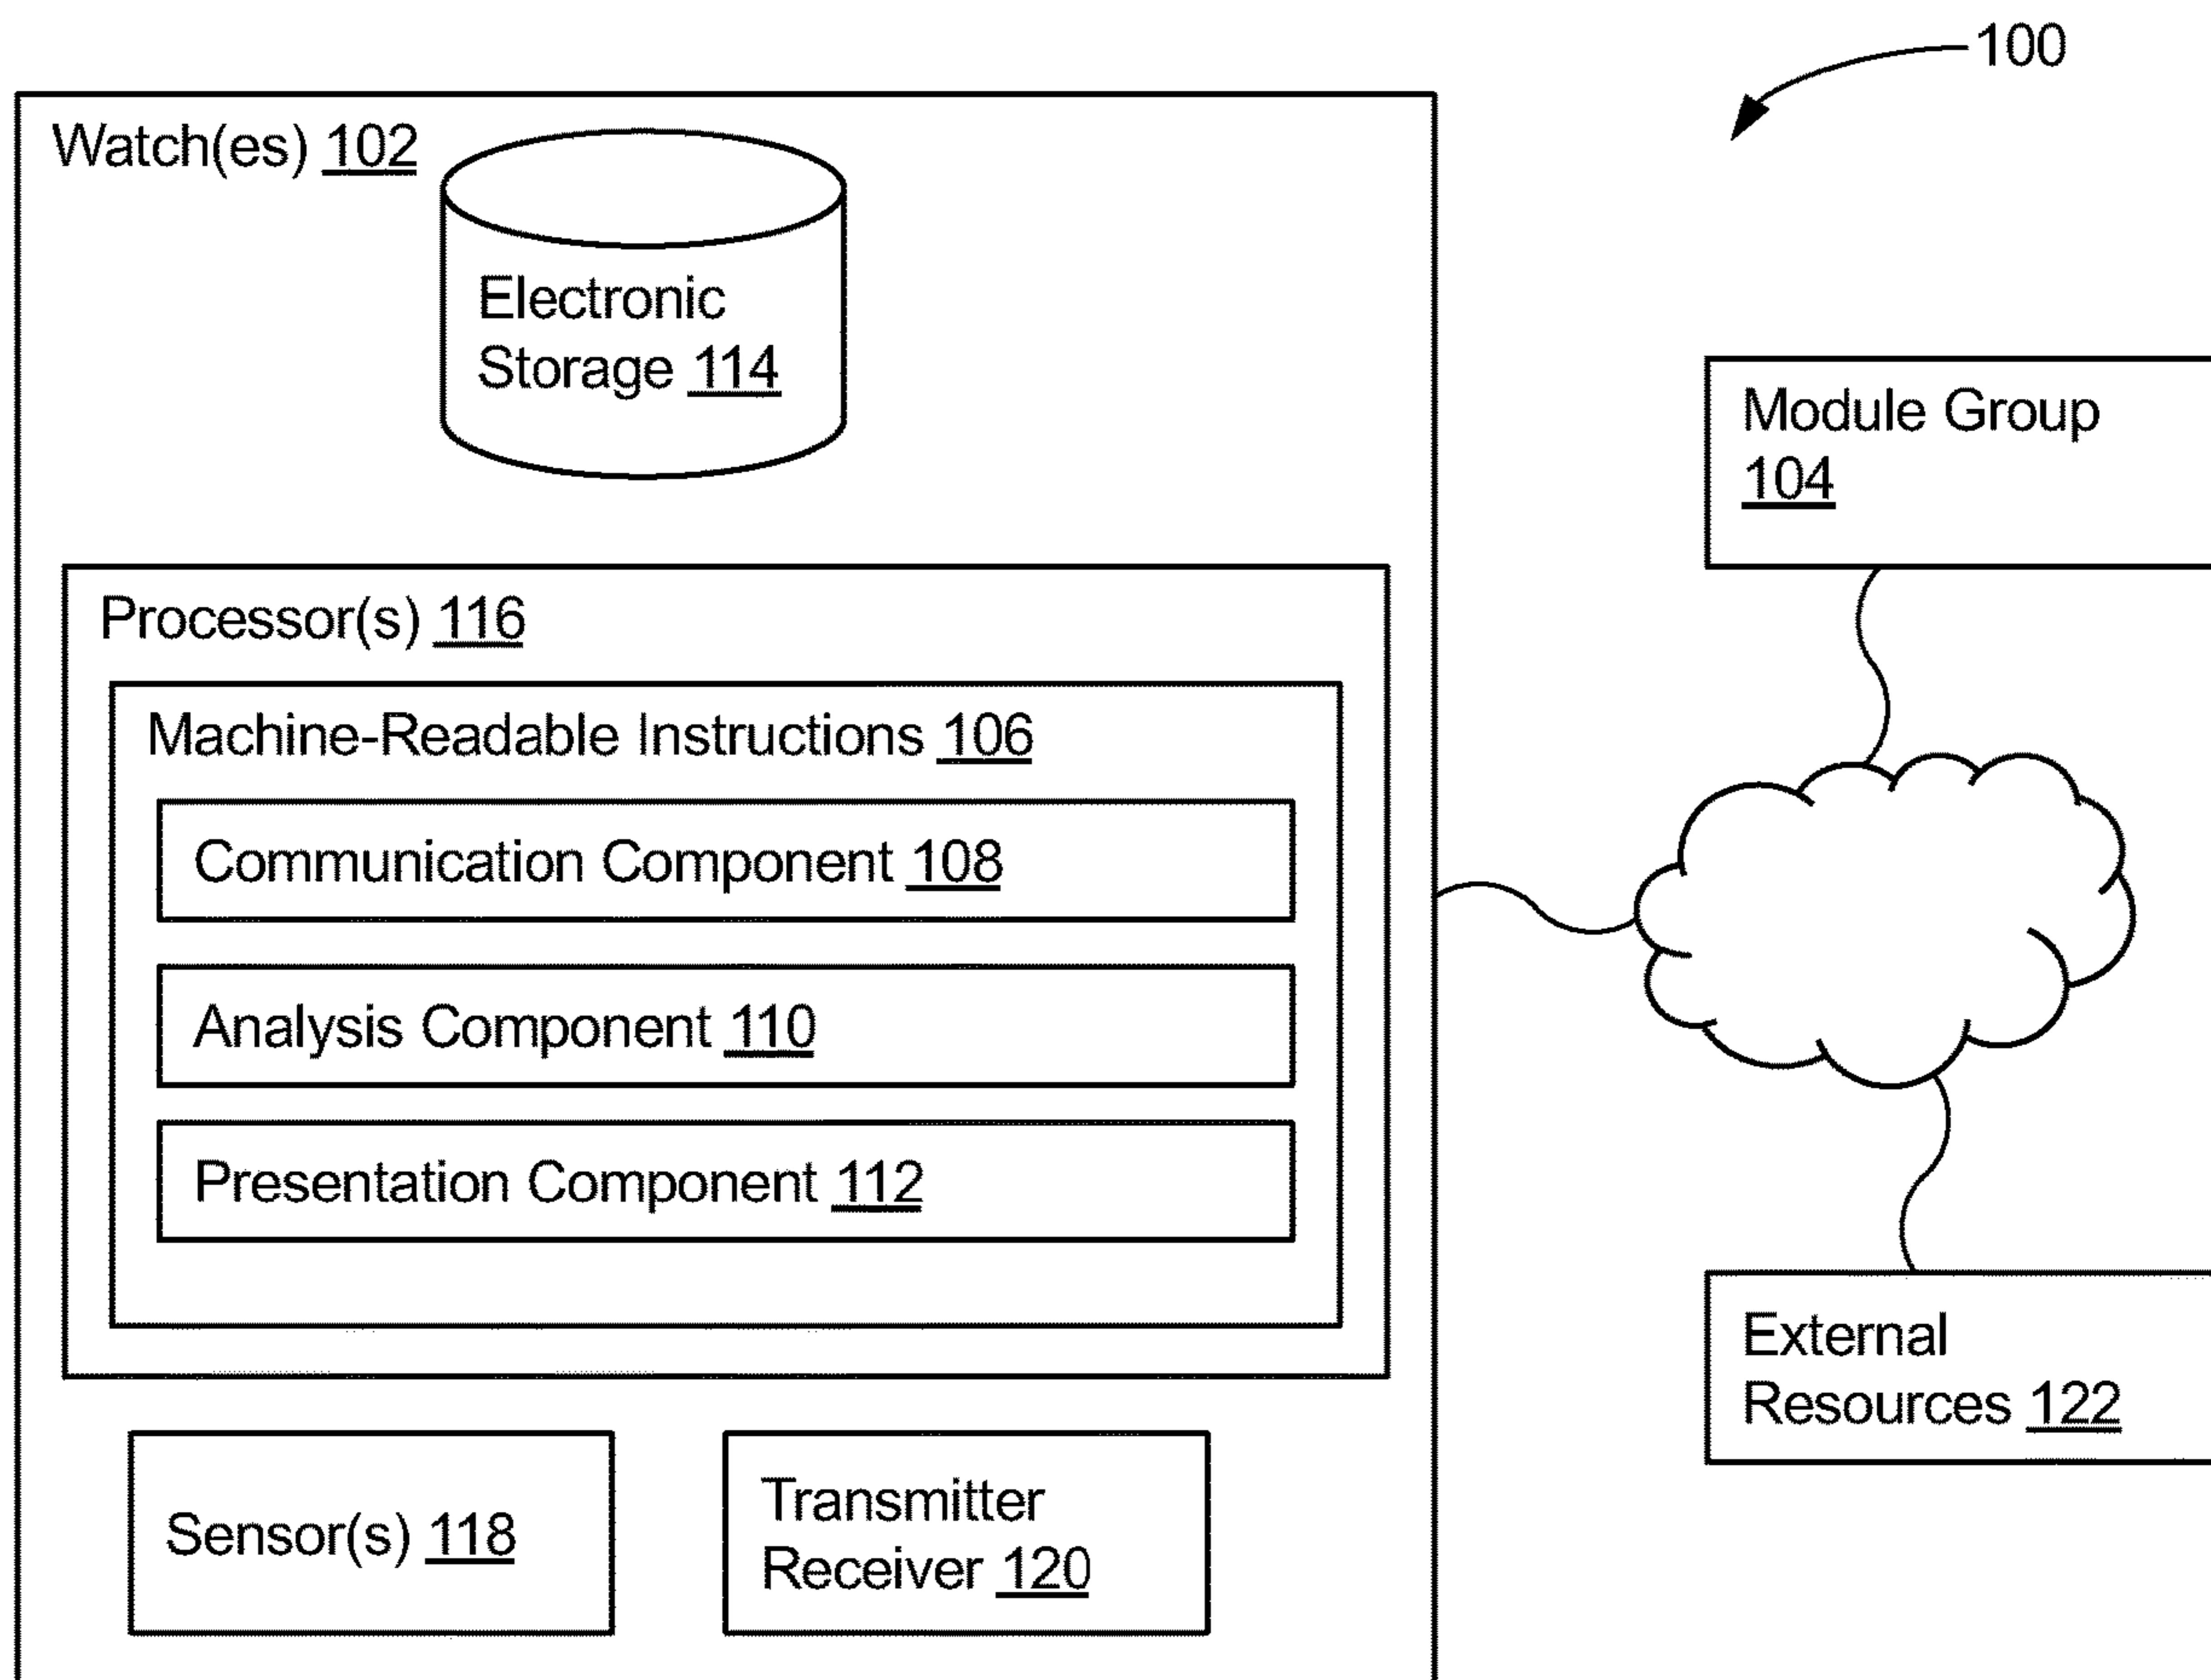 100
Watch(es) 102
Electronic
Storage 114
Module Group
104
Processor(s) 116
Machine-Readable Instructions 106
Communication Component 108
Analysis Component 110
Presentation Component 112
External
Resources 122
Sensor(s) 118
Transmitter
Receiver 120